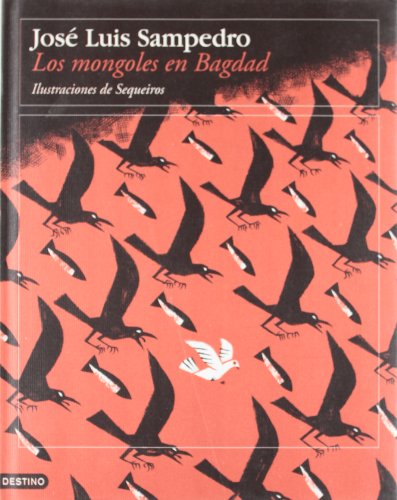 José Luis Sampedro
Los mongoles en Bagdad
Ilustraciones de Sequeiros
DESTINO